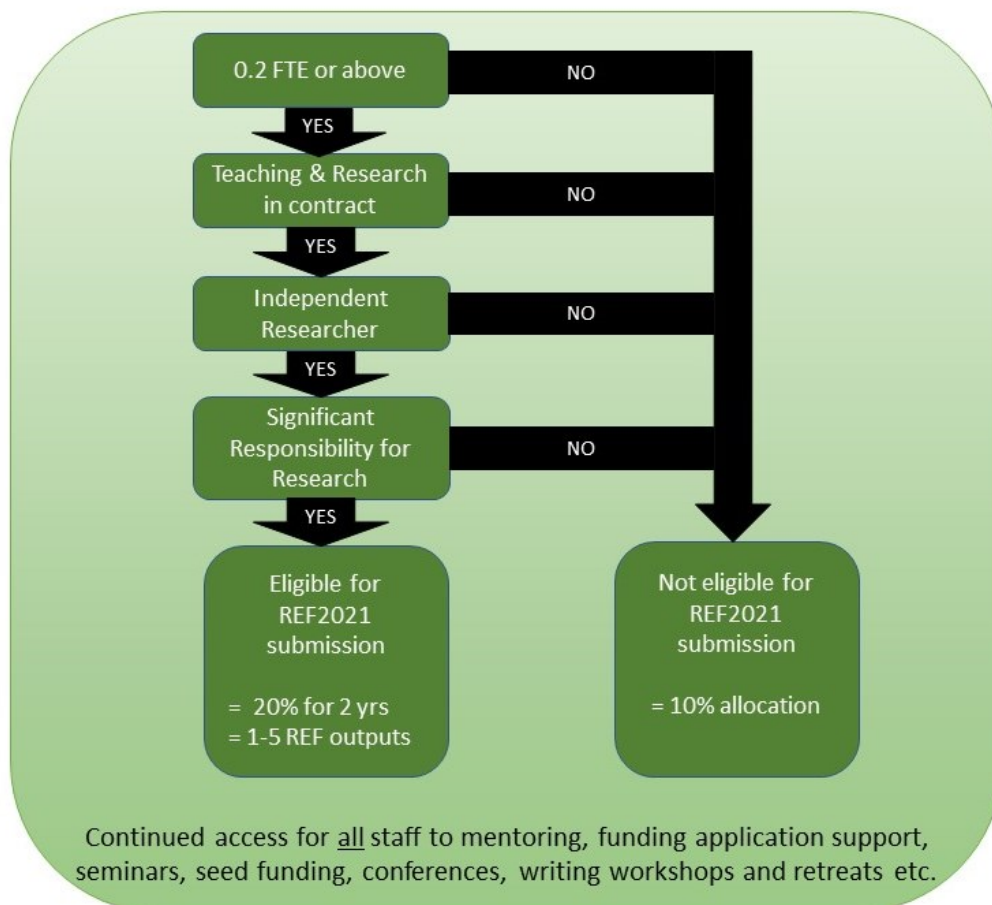 0.2 FTE or above
NO
YES
Teaching & Research
in contract
NO
YES
Independent
Researcher
NO
YES
Significant
Responsibility for
Research
NO
YES
Eligible for
REF2021
submission
= 20% for 2 yrs
= 1-5 REF outputs
Not eligible for
REF2021
submission
= 10% allocation
Continued access for all staff to mentoring, funding application support,
seminars, seed funding, conferences, writing workshops and retreats etc.